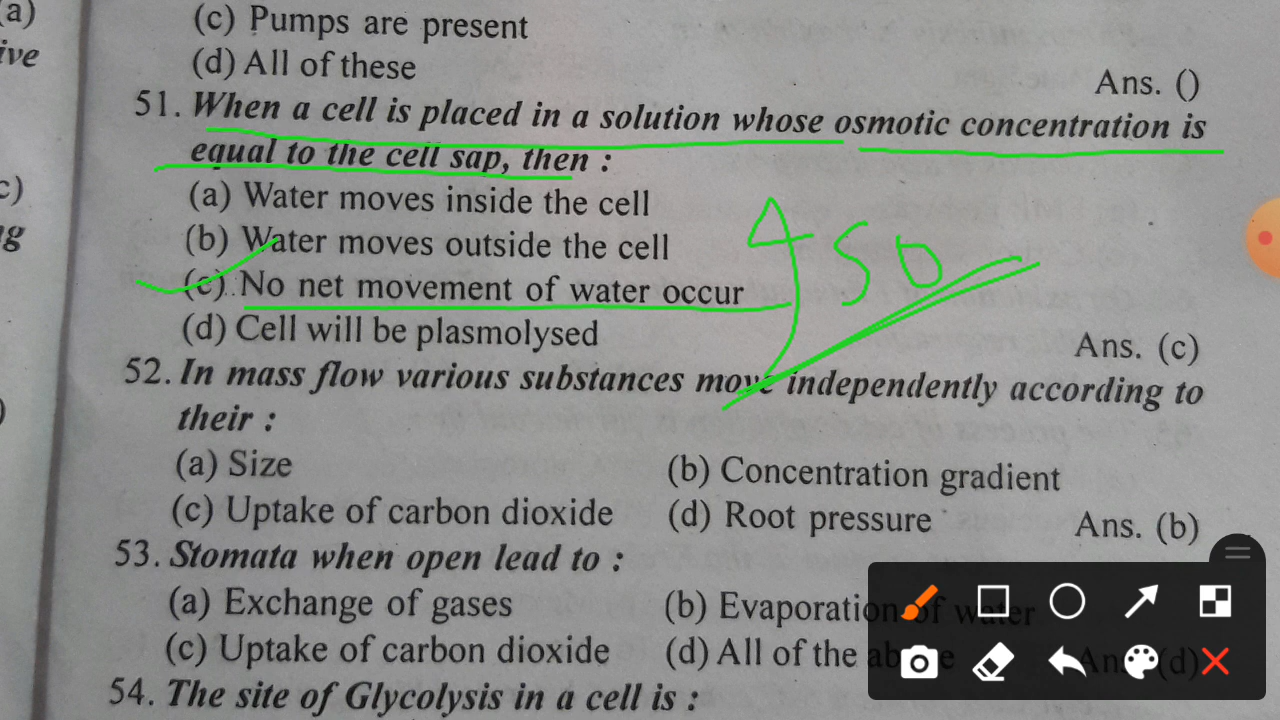 a)
ive
c)
g
)
(c) Pumps are present
(d) All of these
Ans. ()
51. When a cell is placed in a solution whose osmotic concentration is
equal to the cell sap, then :
(a) Water moves inside the cell
(b) Water moves outside the cell
(c) No net movement of water occur
(d) Cell will be plasmolysed
Ans. (c)
52. In mass flow various substances move independently according to
their :
(a) Size
(b) Concentration gradient
(c) Uptake of carbon dioxide
(d) Root pressure
Ans. (b)
53. Stomata when open lead to :
(a) Exchange of gases
(b) Evaporation of water
(c) Uptake of carbon dioxide
(d) All of the above
Ans. (d)
54. The site of Glycolysis in a cell is :